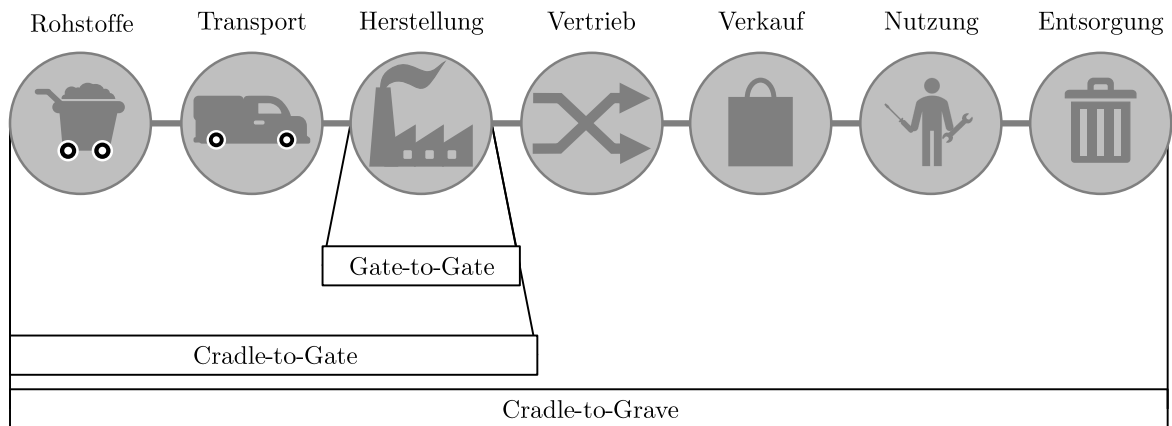 Rohstoffe Transport Herstellung Vertrieb Verkauf Nutzung Entsorgung
Gate-to-Gate
Cradle-to-Gate
Cradle-to-Grave